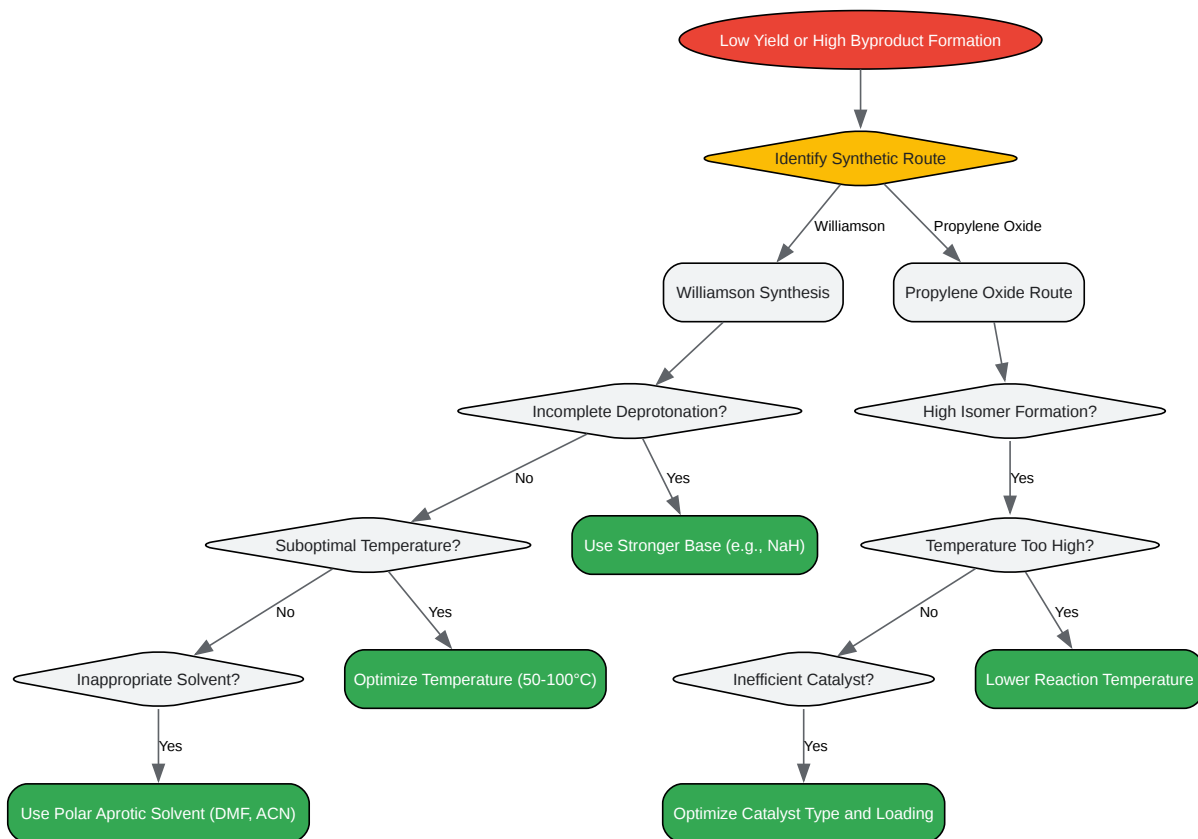 Low Yield or High Byproduct Formation
Identify Synthetic Route
Williamson
Propylene Oxide
Williamson Synthesis
Propylene Oxide Route
Incomplete Deprotonation?
High Isomer Formation?
No
Yes
Yes
Suboptimal Temperature?
Use Stronger Base (e.g., NaH)
Temperature Too High?
No
Yes
No
Yes
Inappropriate Solvent?
Optimize Temperature (50-100°C)
Inefficient Catalyst?
Lower Reaction Temperature
Yes
Yes
Use Polar Aprotic Solvent (DMF, ACN)
Optimize Catalyst Type and Loading